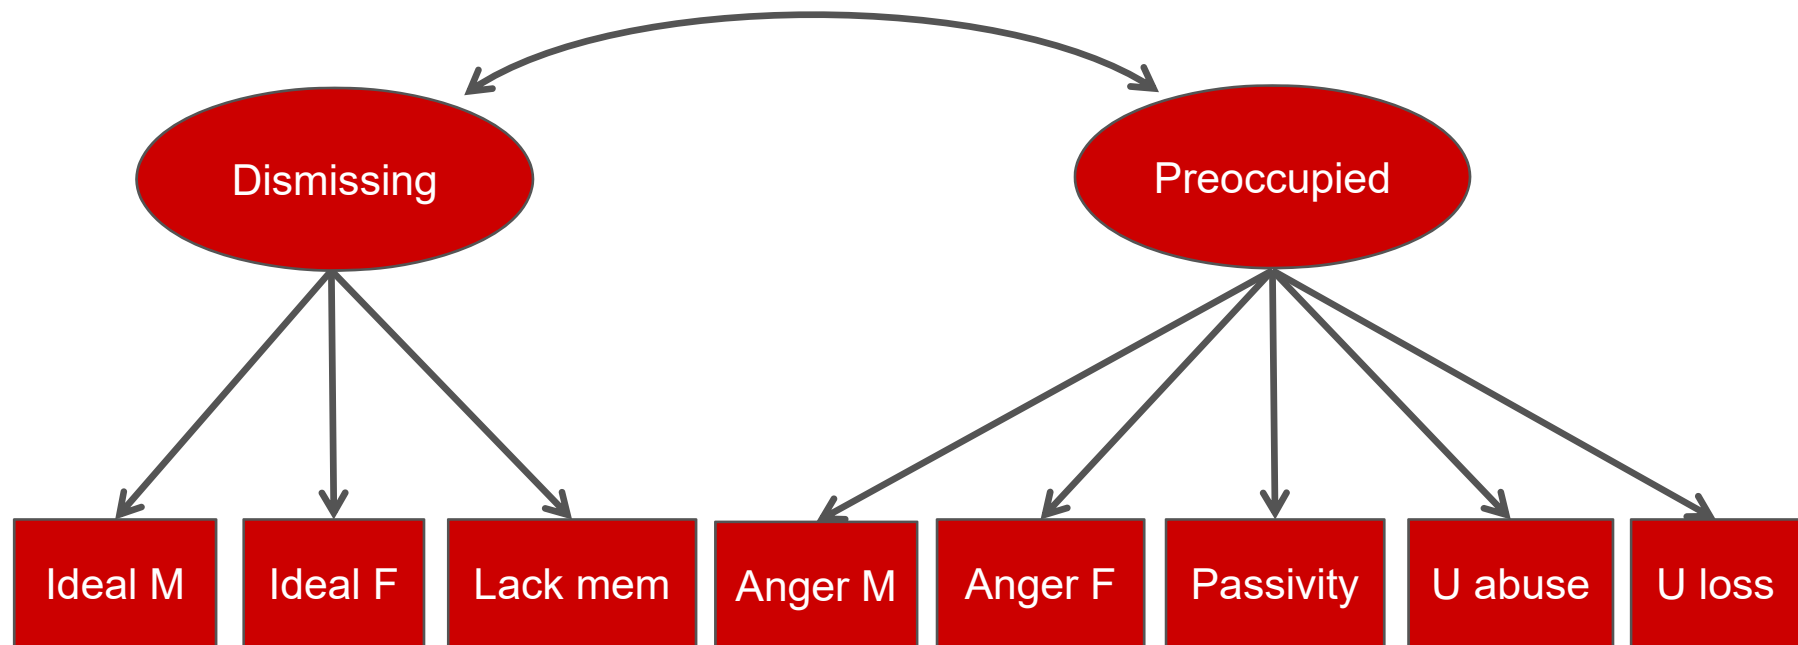 Dismissing
Preoccupied
Ideal M
Ideal F
Lack mem
Anger M
Anger F
Passivity
U abuse
U loss